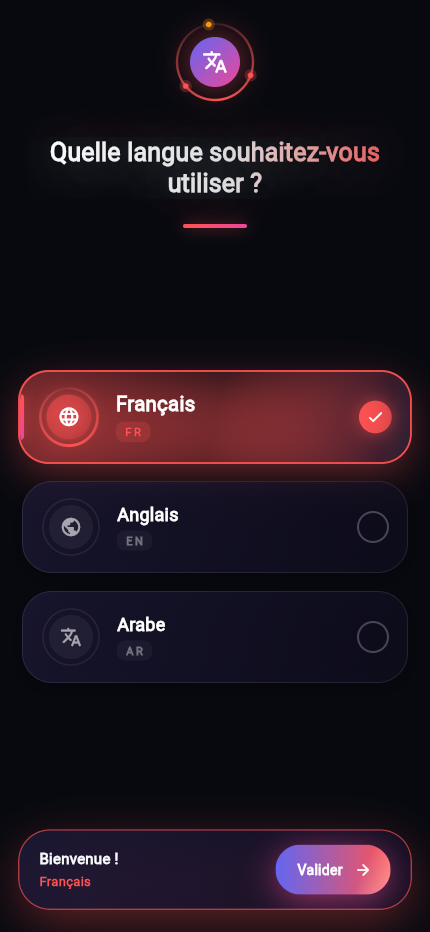 Quelle langue souhaitez-vous
utiliser ?
Français
FR
Anglais
EN
Arabe
AR
Bienvenue !
Français
Valider